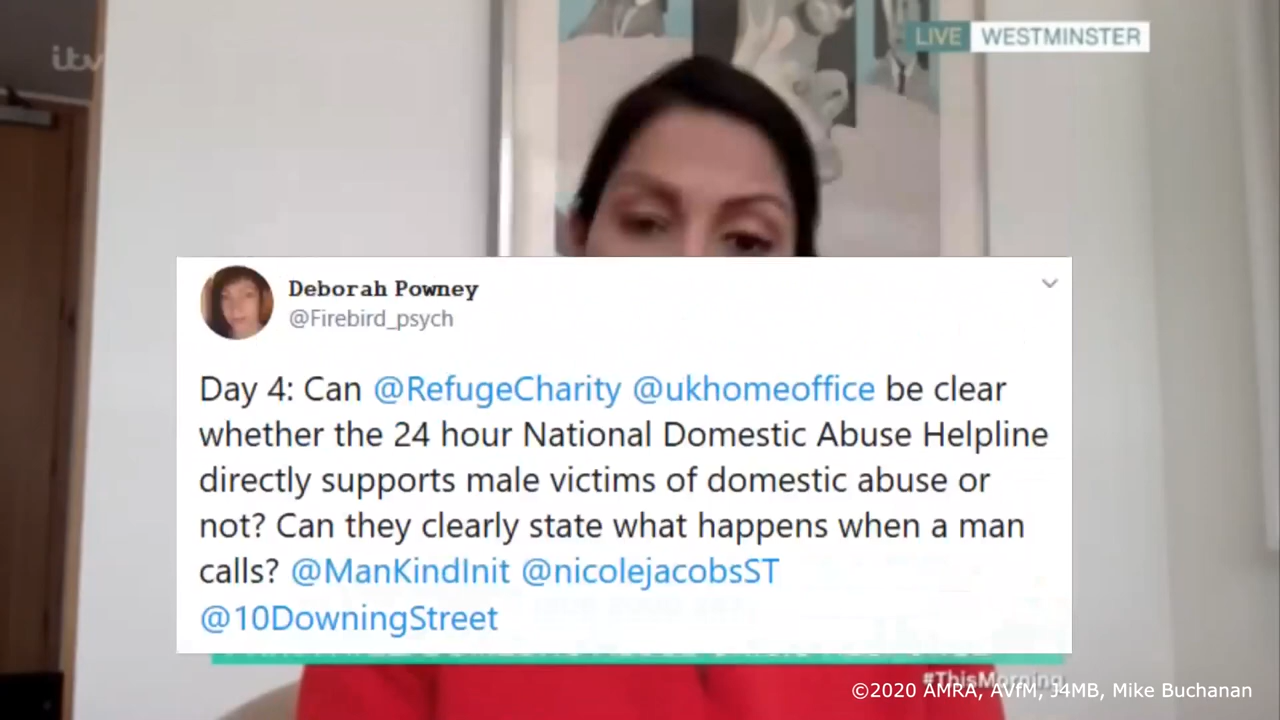 itv
LIVE WESTMINSTER
Deborah Powney
@Firebird_psych
Day 4: Can @RefugeCharity @ukhomeoffice be clear
whether the 24 hour National Domestic Abuse Helpline
directly supports male victims of domestic abuse or
not? Can they clearly state what happens when a man
calls? @ManKindInit @nicolejacobsST
@10DowningStreet
#ThisMorning
©2020 AMRA, AVfM, J4MB, Mike Buchanan